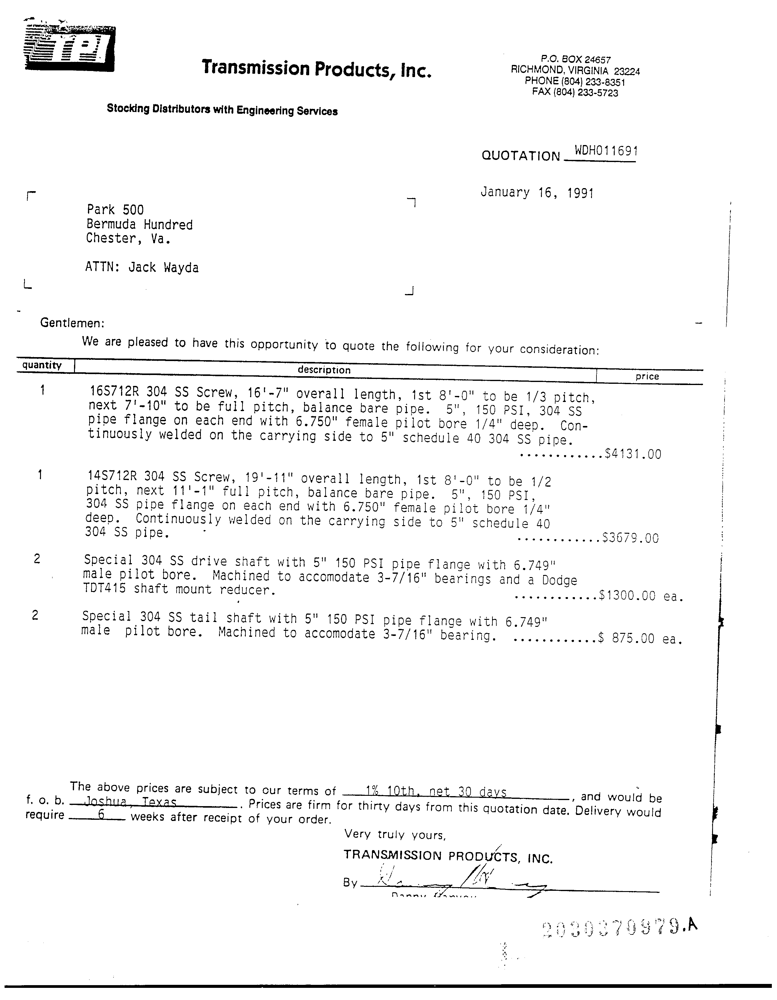 TPI
Transmission Products, Inc.
P.O. BOX 24657
RICHMOND, VIRGINIA 23224
PHONE (804) 233-8351
FAX (804) 233-5723
Stocking Distributors with Engineering Services
QUOTATION WDH011691
January 16, 1991
Park 500
Bermuda Hundred
Chester, Va.
ATTN: Jack Wayda
Gentlemen:
We are pleased to have this opportunity to quote the following for your consideration:
quantity description price
1 16S712R 304 SS Screw, 16'-7" overall length, 1st 8'-0" to be 1/3 pitch,
next 7'-10" to be full pitch, balance bare pipe. 5", 150 PSI, 304 SS
pipe flange on each end with 6.750" female pilot bore 1/4" deep. Con-
tinuously welded on the carrying side to 5" schedule 40 304 SS pipe.
............$4131.00
1 14S712R 304 SS Screw, 19'-11" overall length, 1st 8'-0" to be 1/2
pitch, next 11'-1" full pitch, balance bare pipe. 5", 150 PSI,
304 SS pipe flange on each end with 6.750" female pilot bore 1/4"
deep. Continuously welded on the carrying side to 5" schedule 40
304 SS pipe. ............$3679.00
2 Special 304 SS drive shaft with 5" 150 PSI pipe flange with 6.749"
male pilot bore. Machined to accomodate 3-7/16" bearings and a Dodge
TDT415 shaft mount reducer. ............$1300.00 ea.
2 Special 304 SS tail shaft with 5" 150 PSI pipe flange with 6.749"
male pilot bore. Machined to accomodate 3-7/16" bearing. ............$ 875.00 ea.
The above prices are subject to our terms of 1% 10th, net 30 days, and would be
f. o. b. Joshua, Texas. Prices are firm for thirty days from this quotation date. Delivery would
require 6 weeks after receipt of your order.
Very truly yours,
TRANSMISSION PRODUCTS, INC.
By
Danny
2030370979.A